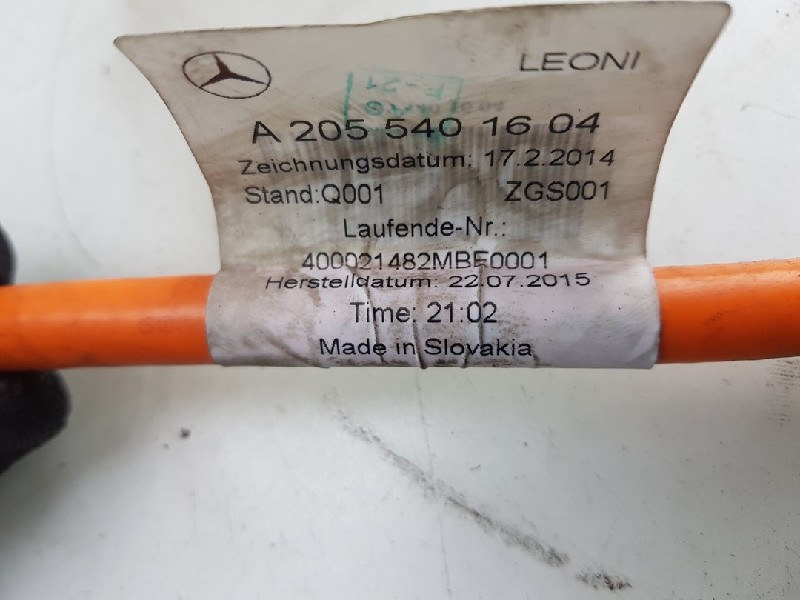 LEONI
A 205 540 16 04
Zeichnungsdatum: 17.2.2014
Stand:Q001 ZGS001
Laufende-Nr.:
400021482MBE0001
Herstelldatum: 22.07.2015
Time: 21:02
Made in Slovakia